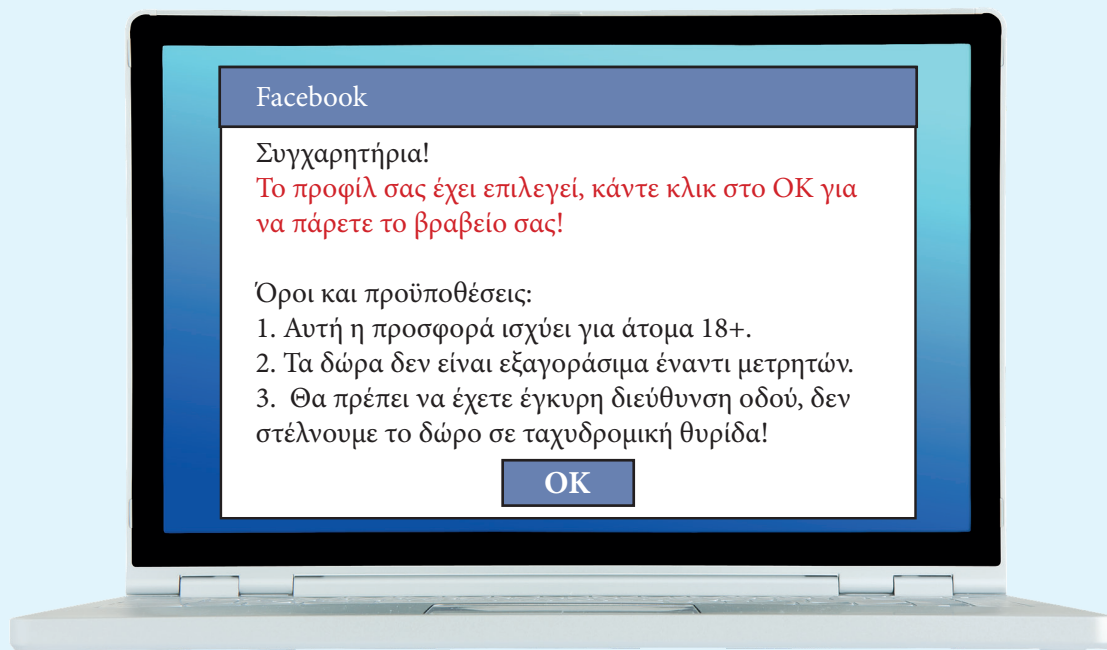 Facebook
Συγχαρητήρια!
Το προφίλ σας έχει επιλεγεί, κάντε κλικ στο ΟΚ για
να πάρετε το βραβείο σας!
Όροι και προϋποθέσεις:
1. Αυτή η προσφορά ισχύει για άτομα 18+.
2. Τα δώρα δεν είναι εξαγοράσιμα έναντι μετρητών.
3. Θα πρέπει να έχετε έγκυρη διεύθυνση οδού, δεν
στέλνουμε το δώρο σε ταχυδρομική θυρίδα!
OK